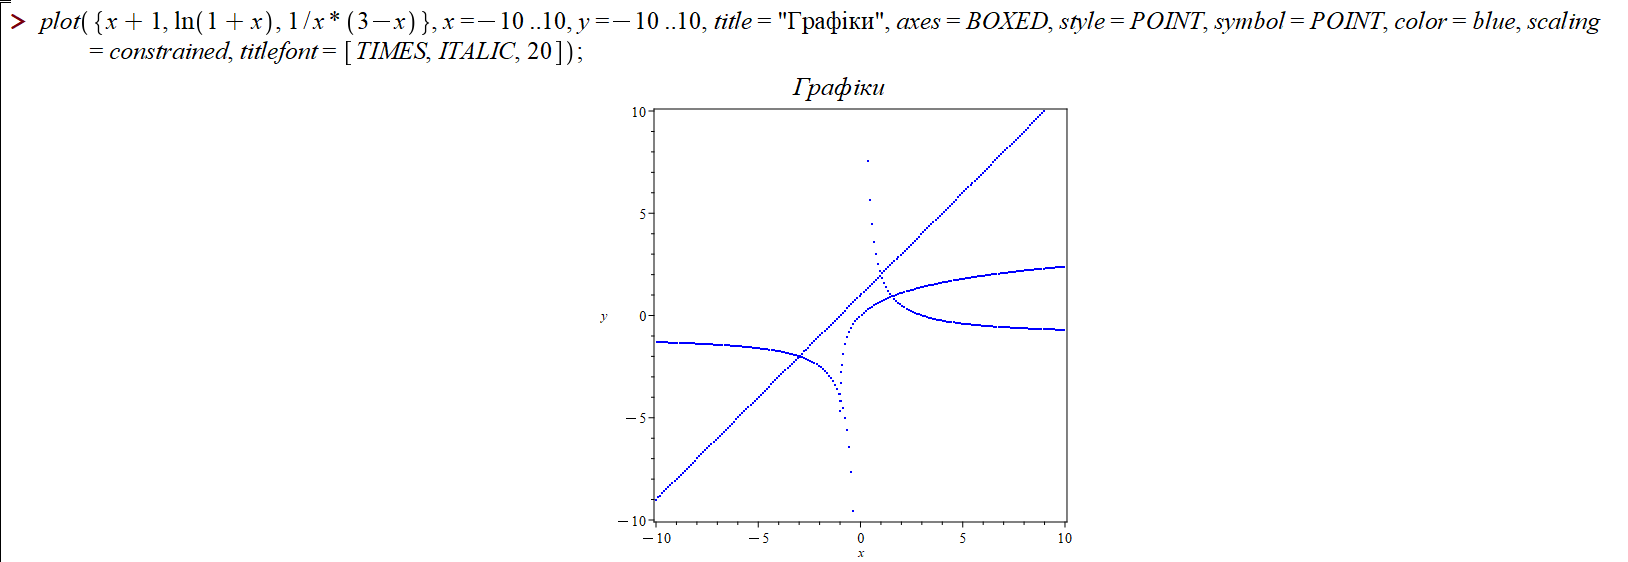 > plot( {x + 1, ln(1 + x), 1/x* (3−x)}, x =−10 ..10, y =−10 ..10, title = "Графіки", axes = BOXED, style = POINT, symbol = POINT, color = blue, scaling
= constrained, titlefont = [ TIMES, ITALIC, 20 ]);
Графіки
10
5
y
0
−5
−10
−10 −5 0 5 10
x